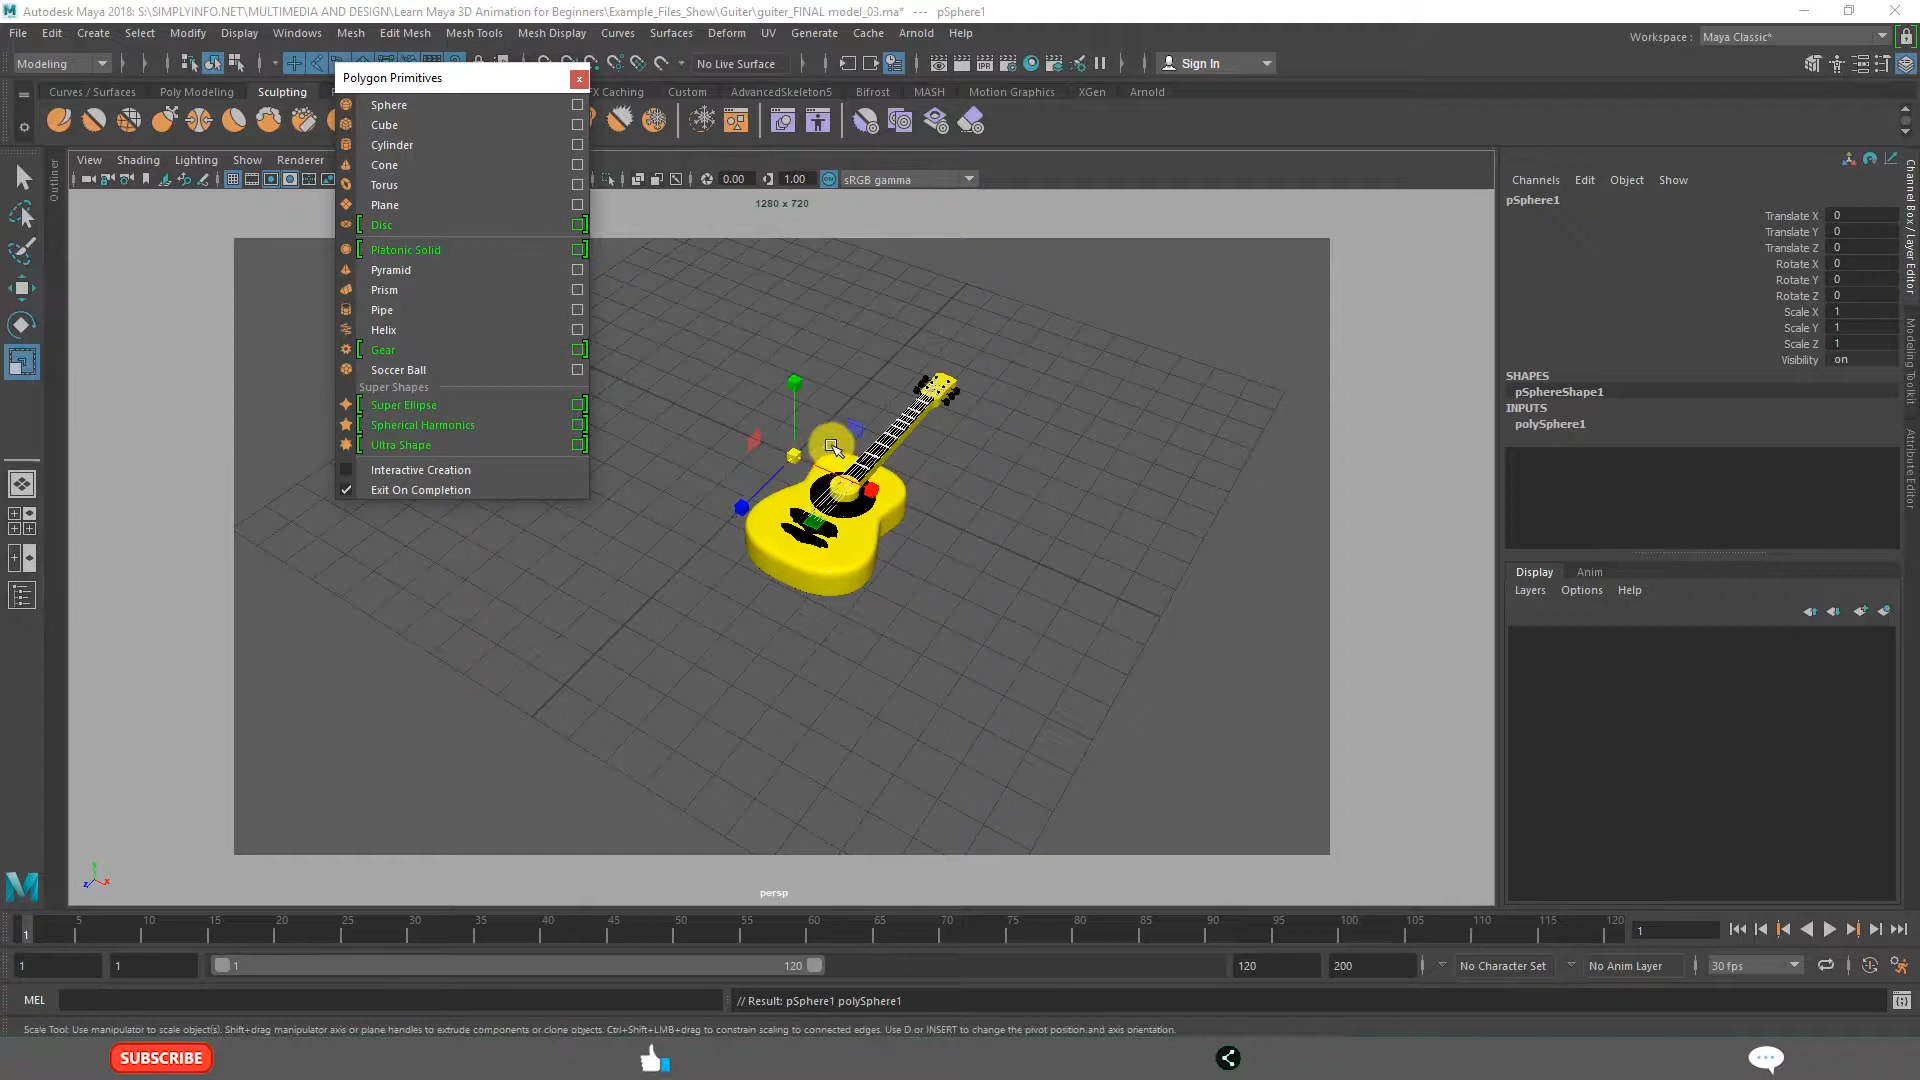 Autodesk Maya 2018: S:\SIMPLYINFO.NET\MULTIMEDIA AND DESIGN\Learn Maya 3D Animation for Beginners\Example_Files_Show\Guiter\guiter_FINAL model_03.ma* --- pSphere1
File Edit Create Select Modify Display Windows Mesh Edit Mesh Mesh Tools Mesh Display Curves Surfaces Deform UV Generate Cache Arnold Help
Workspace : Maya Classic*
Modeling
No Live Surface
Sign In
Polygon Primitives
Curves / Surfaces Poly Modeling Sculpting FX Caching Custom AdvancedSkeleton5 Bifrost MASH Motion Graphics XGen Arnold
Sphere
Cube
Cylinder
Cone
Torus
Plane
Disc
Platonic Solid
Pyramid
Prism
Pipe
Helix
Gear
Soccer Ball
Super Shapes
Super Ellipse
Spherical Harmonics
Ultra Shape
Interactive Creation
Exit On Completion
Outliner
View Shading Lighting Show Renderer
0.00 1.00 sRGB gamma
1280 x 720
persp
Channels Edit Object Show
pSphere1
Translate X 0
Translate Y 0
Translate Z 0
Rotate X 0
Rotate Y 0
Rotate Z 0
Scale X 1
Scale Y 1
Scale Z 1
Visibility on
SHAPES
pSphereShape1
INPUTS
polySphere1
Channel Box / Layer Editor
Modeling Toolkit
Attribute Editor
Display Anim
Layers Options Help
1 5 10 15 20 25 30 35 40 45 50 55 60 65 70 75 80 85 90 95 100 105 110 115 120
1
1 1 1 120 120 200 No Character Set No Anim Layer 30 fps
MEL // Result: pSphere1 polySphere1
Scale Tool: Use manipulator to scale object(s). Shift+drag manipulator axis or plane handles to extrude components or clone objects. Ctrl+Shift+LMB+drag to constrain scaling to connected edges. Use D or INSERT to change the pivot position and axis orientation.
SUBSCRIBE